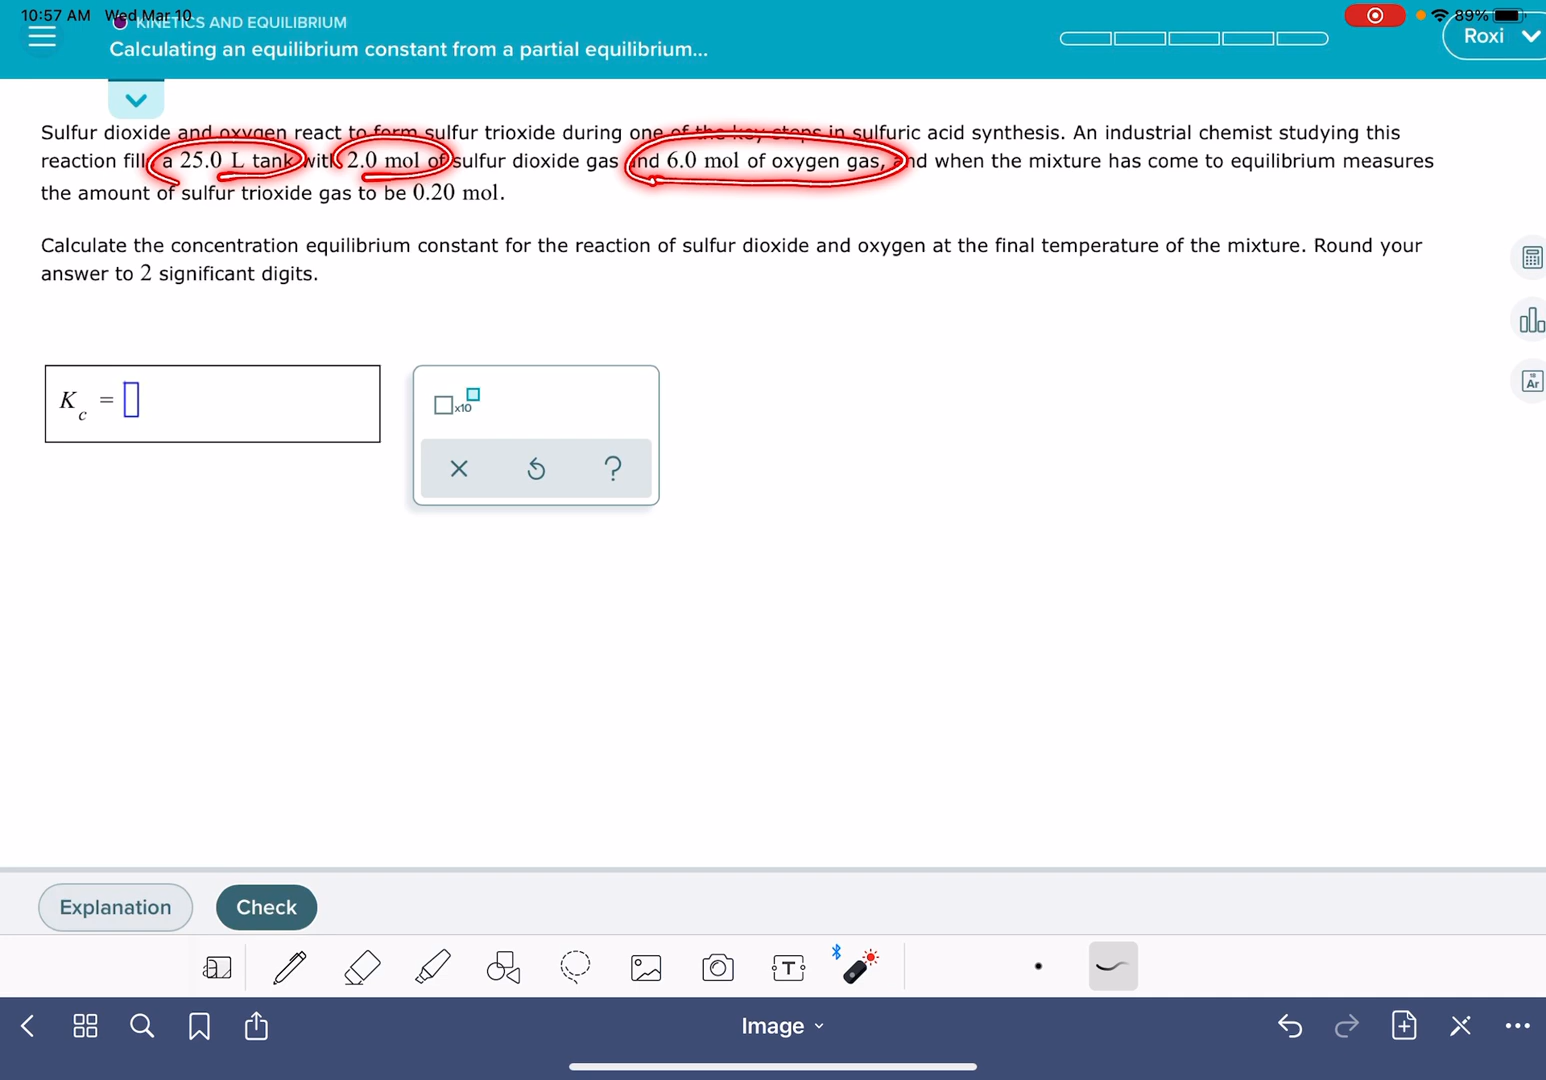 10:57 AM Wed Mar 10
89%
KINETICS AND EQUILIBRIUM
Calculating an equilibrium constant from a partial equilibrium...
Roxi
Sulfur dioxide and oxygen react to form sulfur trioxide during one of the key steps in sulfuric acid synthesis. An industrial chemist studying this
reaction fills a 25.0 L tank with 2.0 mol of sulfur dioxide gas and 6.0 mol of oxygen gas, and when the mixture has come to equilibrium measures
the amount of sulfur trioxide gas to be 0.20 mol.
Calculate the concentration equilibrium constant for the reaction of sulfur dioxide and oxygen at the final temperature of the mixture. Round your
answer to 2 significant digits.
18
Ar
K c =
x10
?
Explanation
Check
a
T
Image